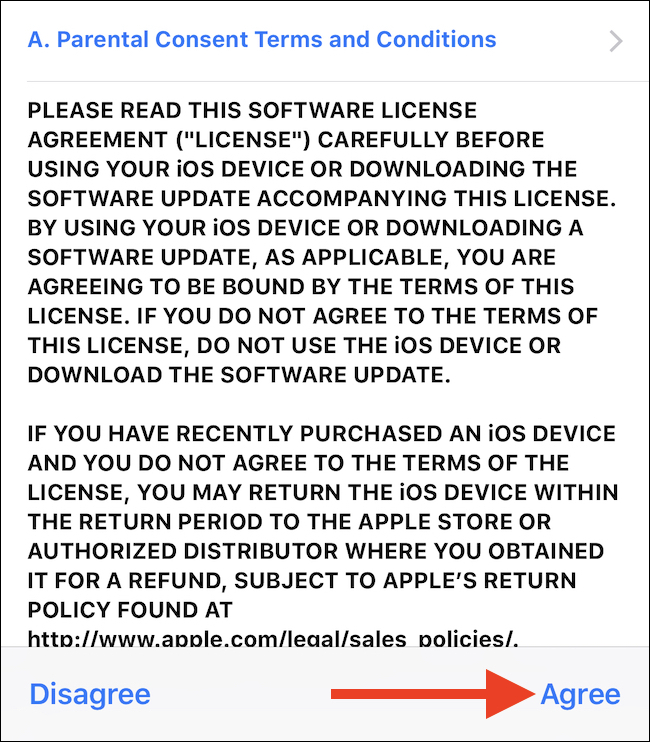 A. Parental Consent Terms and Conditions
PLEASE READ THIS SOFTWARE LICENSE
AGREEMENT ("LICENSE") CAREFULLY BEFORE
USING YOUR iOS DEVICE OR DOWNLOADING THE
SOFTWARE UPDATE ACCOMPANYING THIS LICENSE.
BY USING YOUR iOS DEVICE OR DOWNLOADING A
SOFTWARE UPDATE, AS APPLICABLE, YOU ARE
AGREEING TO BE BOUND BY THE TERMS OF THIS
LICENSE. IF YOU DO NOT AGREE TO THE TERMS OF
THIS LICENSE, DO NOT USE THE iOS DEVICE OR
DOWNLOAD THE SOFTWARE UPDATE.
IF YOU HAVE RECENTLY PURCHASED AN iOS DEVICE
AND YOU DO NOT AGREE TO THE TERMS OF THE
LICENSE, YOU MAY RETURN THE iOS DEVICE WITHIN
THE RETURN PERIOD TO THE APPLE STORE OR
AUTHORIZED DISTRIBUTOR WHERE YOU OBTAINED
IT FOR A REFUND, SUBJECT TO APPLE’S RETURN
POLICY FOUND AT
http://www.apple.com/legal/sales_policies/.
Disagree
Agree